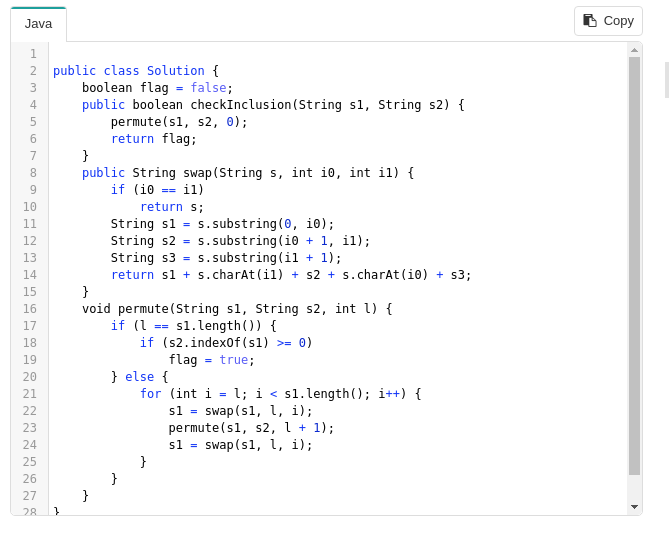 Java
Copy
1
2 public class Solution {
3     boolean flag = false;
4     public boolean checkInclusion(String s1, String s2) {
5         permute(s1, s2, 0);
6         return flag;
7     }
8     public String swap(String s, int i0, int i1) {
9         if (i0 == i1)
10             return s;
11         String s1 = s.substring(0, i0);
12         String s2 = s.substring(i0 + 1, i1);
13         String s3 = s.substring(i1 + 1);
14         return s1 + s.charAt(i1) + s2 + s.charAt(i0) + s3;
15     }
16     void permute(String s1, String s2, int l) {
17         if (l == s1.length()) {
18             if (s2.indexOf(s1) >= 0)
19                 flag = true;
20         } else {
21             for (int i = l; i < s1.length(); i++) {
22                 s1 = swap(s1, l, i);
23                 permute(s1, s2, l + 1);
24                 s1 = swap(s1, l, i);
25             }
26         }
27     }
28 }